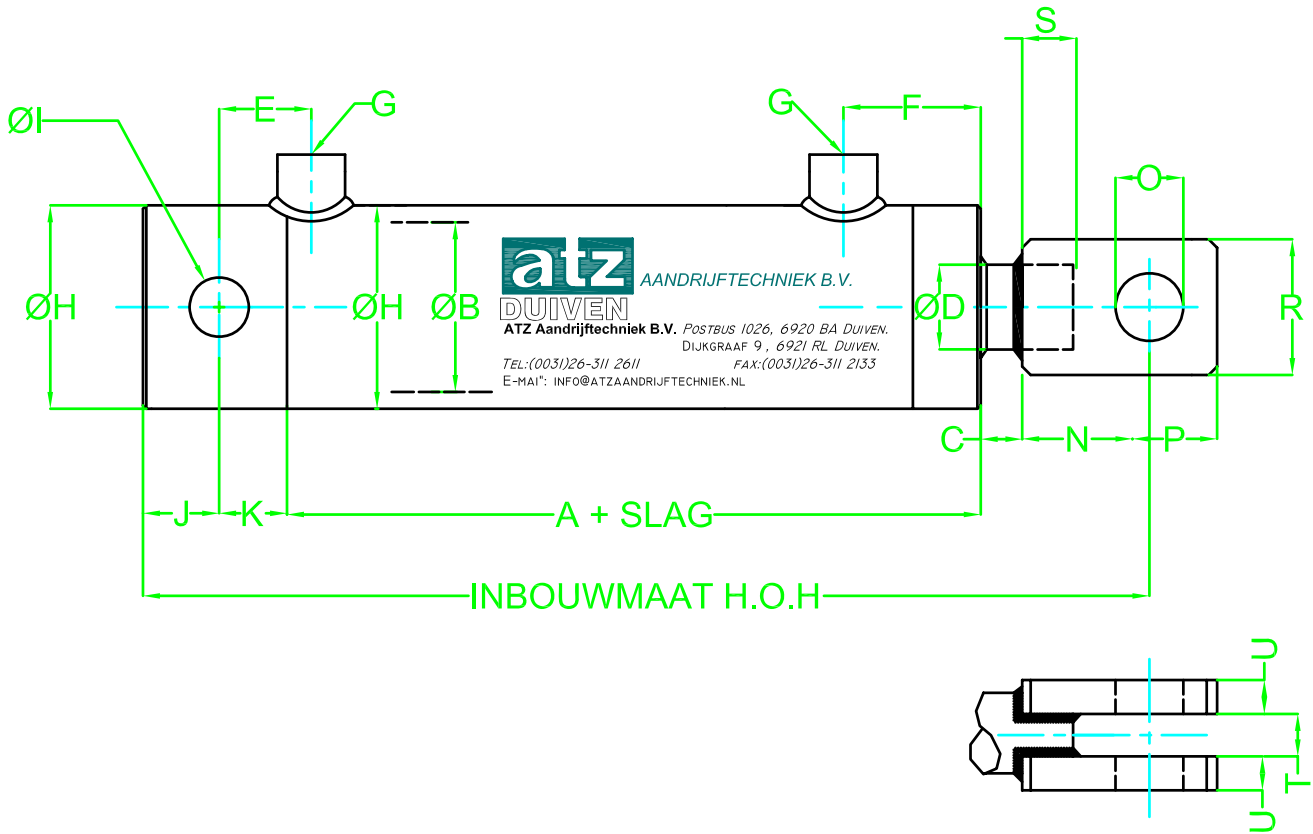 S
E
G
G
F
ØI
O
ØH
ØH
ØB
atz
AANDRIJFTECHNIEK B.V.
DUIVEN
ØD
R
ATZ Aandrijftechniek B.V. POSTBUS 1026, 6920 BA DUIVEN.
DIJKGRAAF 9 , 6921 RL DUIVEN.
TEL:(0031)26-311 2611 FAX:(0031)26-311 2133
E-MAI": INFO@ATZAANDRIJFTECHNIEK.NL
C
N
P
J
K
A + SLAG
INBOUWMAAT H.O.H
U
T
U